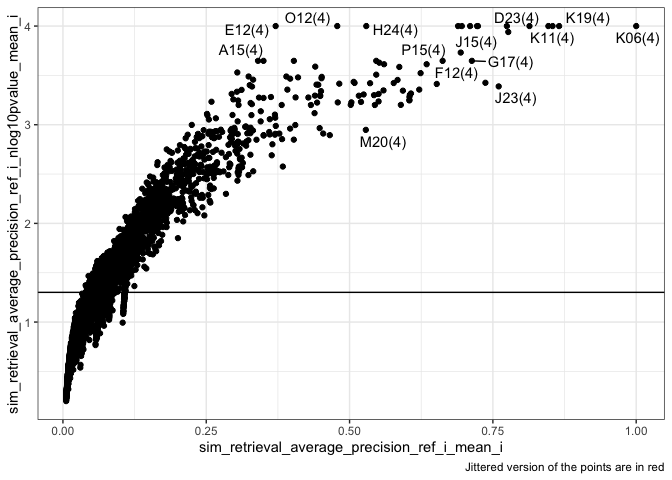 O12(4)
D23(4)
K19(4)
E12(4)
H24(4)
K11(4)
K06(4)
A15(4)
P15(4)
J15(4)
F12(4)
G17(4)
J23(4)
M20(4)
4
3
2
1
sim_retrieval_average_precision_ref_i_nlog10pvalue_mean_i
0.00
0.25
0.50
0.75
1.00
sim_retrieval_average_precision_ref_i_mean_i
Jittered version of the points are in red